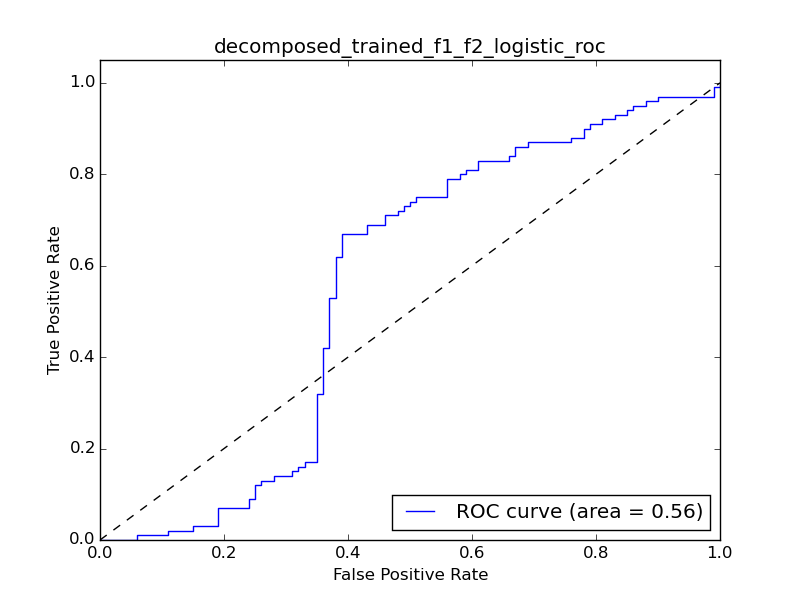 decomposed_trained_f1_f2_logistic_roc
1.0
0.8
0.6
0.4
0.2
0.0
True Positive Rate
ROC curve (area = 0.56)
0.0 0.2 0.4 0.6 0.8 1.0
False Positive Rate